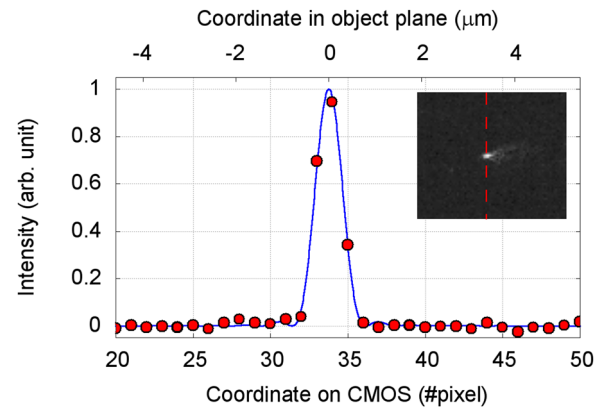 Coordinate in object plane (μm)
-4 -2 0 2 4
1
0.8
0.6
0.4
0.2
0
Intensity (arb. unit)
20 25 30 35 40 45 50
Coordinate on CMOS (#pixel)